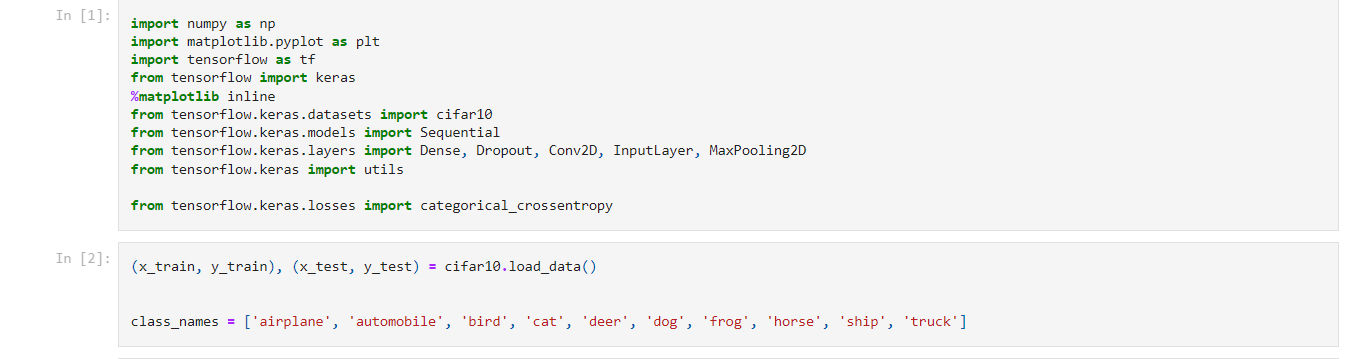 In [1]:
import numpy as np
import matplotlib.pyplot as plt
import tensorflow as tf
from tensorflow import keras
%matplotlib inline
from tensorflow.keras.datasets import cifar10
from tensorflow.keras.models import Sequential
from tensorflow.keras.layers import Dense, Dropout, Conv2D, InputLayer, MaxPooling2D
from tensorflow.keras import utils
from tensorflow.keras.losses import categorical_crossentropy
In [2]:
(x_train, y_train), (x_test, y_test) = cifar10.load_data()
class_names = ['airplane', 'automobile', 'bird', 'cat', 'deer', 'dog', 'frog', 'horse', 'ship', 'truck']